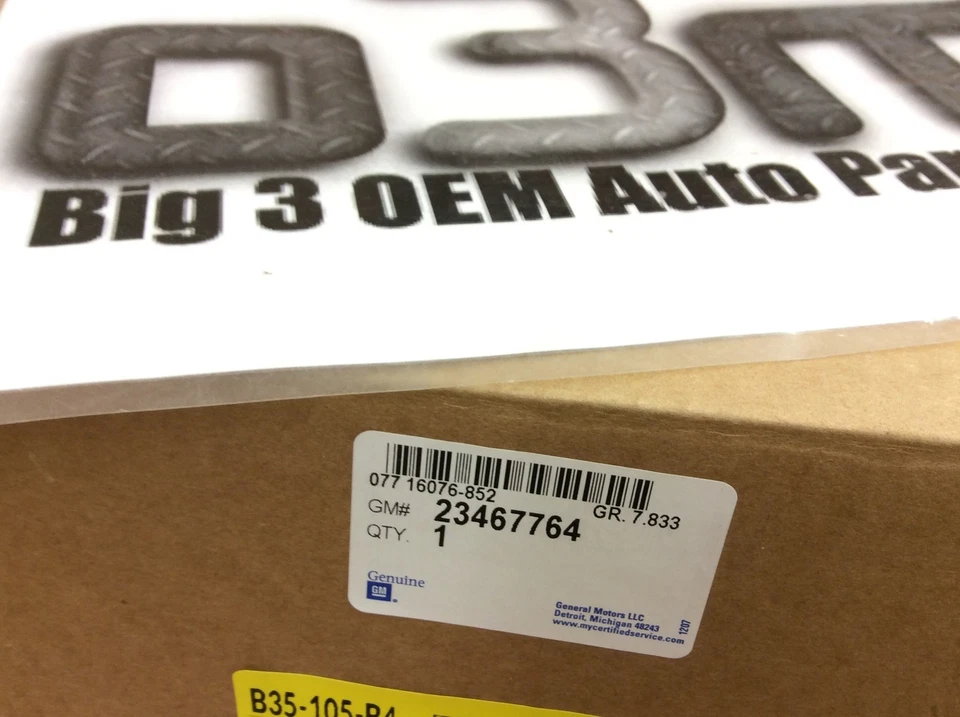 o3m
Big 3 OEM Auto Par
077 16076-852
GR. 7.833
GM# 23467764
QTY. 1
Genuine
GM
General Motors LLC
Detroit, Michigan 48243
www.mycertifiedservice.com
1207
B35-105-B4